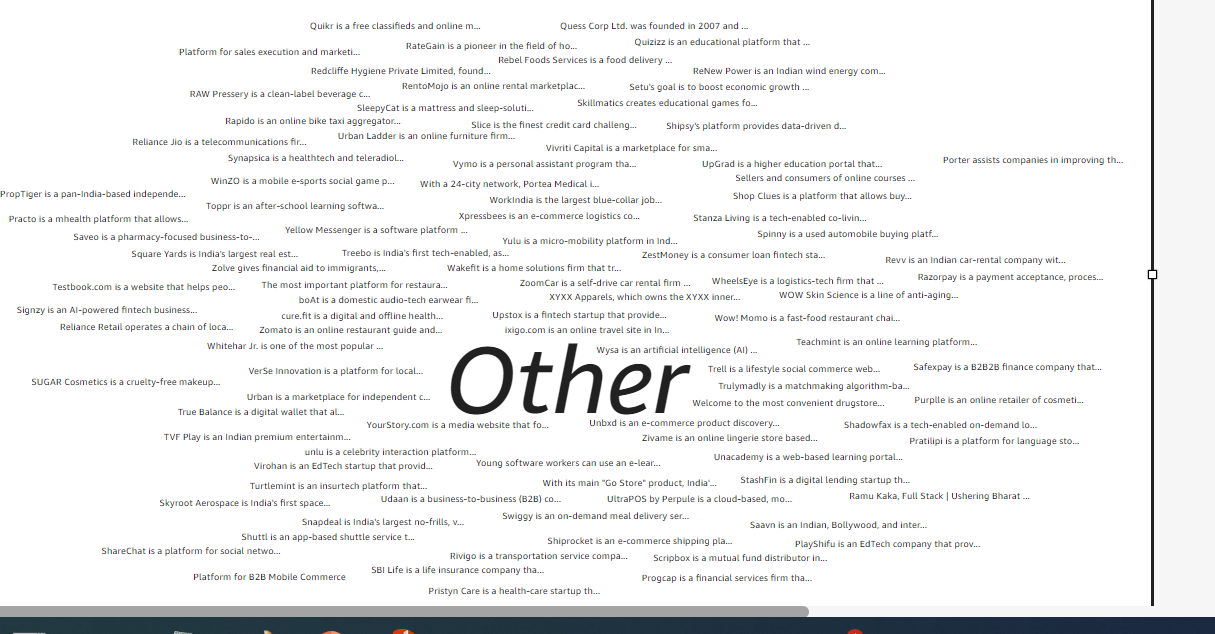 Quikr is a free classifieds and online m...
Quess Corp Ltd. was founded in 2007 and ...
Quizizz is an educational platform that ...
RateGain is a pioneer in the field of ho...
Platform for sales execution and marketi...
Rebel Foods Services is a food delivery ...
Redcliffe Hygiene Private Limited, found...
ReNew Power is an Indian wind energy com...
RentoMojo is an online rental marketplac...
Setu's goal is to boost economic growth ...
RAW Pressery is a clean-label beverage c...
Skillmatics creates educational games fo...
SleepyCat is a mattress and sleep-soluti...
Rapido is an online bike taxi aggregator...
Slice is the finest credit card challeng...
Shipsy's platform provides data-driven d...
Urban Ladder is an online furniture firm...
Reliance Jio is a telecommunications fir...
Vivriti Capital is a marketplace for sma...
Synapsica is a healthtech and teleradiol...
Vymo is a personal assistant program tha...
UpGrad is a higher education portal that...
Porter assists companies in improving th...
WinZO is a mobile e-sports social game p...
With a 24-city network, Portea Medical i...
Sellers and consumers of online courses ...
PropTiger is a pan-India-based independe...
WorkIndia is the largest blue-collar job...
Shop Clues is a platform that allows buy...
Toppr is an after-school learning softwa...
Practo is a mhealth platform that allows...
Xpressbees is an e-commerce logistics co...
Stanza Living is a tech-enabled co-livin...
Yellow Messenger is a software platform ...
Spinny is a used automobile buying platf...
Saveo is a pharmacy-focused business-to-...
Yulu is a micro-mobility platform in Ind...
Square Yards is India's largest real est...
Treebo is India's first tech-enabled, as...
ZestMoney is a consumer loan fintech sta...
Revv is an Indian car-rental company wit...
Zolve gives financial aid to immigrants,...
Wakefit is a home solutions firm that tr...
Razorpay is a payment acceptance, proces...
Testbook.com is a website that helps peo...
The most important platform for restaura...
ZoomCar is a self-drive car rental firm ...
WheelsEye is a logistics-tech firm that ...
boAt is a domestic audio-tech earwear fi...
XYXX Apparels, which owns the XYXX inner...
WOW Skin Science is a line of anti-aging...
Signzy is an AI-powered fintech business...
cure.fit is a digital and offline health...
Upstox is a fintech startup that provide...
Wow! Momo is a fast-food restaurant chai...
Reliance Retail operates a chain of loca...
Zomato is an online restaurant guide and...
ixigo.com is an online travel site in In...
Whitehar Jr. is one of the most popular ...
Wysa is an artificial intelligence (AI) ...
Teachmint is an online learning platform...
VerSe Innovation is a platform for local...
Other
Trell is a lifestyle social commerce web...
Safexpay is a B2B2B finance company that...
SUGAR Cosmetics is a cruelty-free makeup...
Trulymadly is a matchmaking algorithm-ba...
Urban is a marketplace for independent c...
Welcome to the most convenient drugstore...
Purplle is an online retailer of cosmeti...
True Balance is a digital wallet that al...
YourStory.com is a media website that fo...
Unbxd is an e-commerce product discovery...
Shadowfax is a tech-enabled on-demand lo...
TVF Play is an Indian premium entertainm...
Zivame is an online lingerie store based...
Pratilipi is a platform for language sto...
unlu is a celebrity interaction platform...
Virohan is an EdTech startup that provid...
Young software workers can use an e-lear...
Unacademy is a web-based learning portal...
Turtlemint is an insurtech platform that...
With its main "Go Store" product, India'...
StashFin is a digital lending startup th...
Skyroot Aerospace is India's first space...
Udaan is a business-to-business (B2B) co...
UltraPOS by Perpule is a cloud-based, mo...
Ramu Kaka, Full Stack | Ushering Bharat ...
Snapdeal is India's largest no-frills, v...
Swiggy is an on-demand meal delivery ser...
Saavn is an Indian, Bollywood, and inter...
Shuttl is an app-based shuttle service t...
Shiprocket is an e-commerce shipping pla...
PlayShifu is an EdTech company that prov...
ShareChat is a platform for social netwo...
Rivigo is a transportation service compa...
Scripbox is a mutual fund distributor in...
SBI Life is a life insurance company tha...
Platform for B2B Mobile Commerce
Progcap is a financial services firm tha...
Pristyn Care is a health-care startup th...